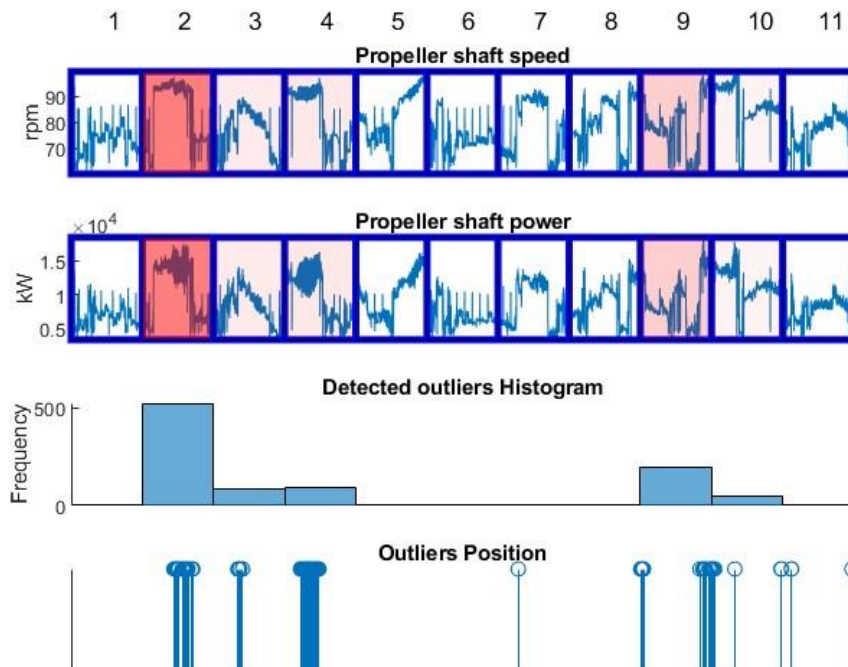 1 2 3 4 5 6 7 8 9 10 11
Propeller shaft speed
90
80
70
rpm
Propeller shaft power
×10^4
1.5
1
0.5
kW
Detected outliers Histogram
500
0
Frequency
Outliers Position